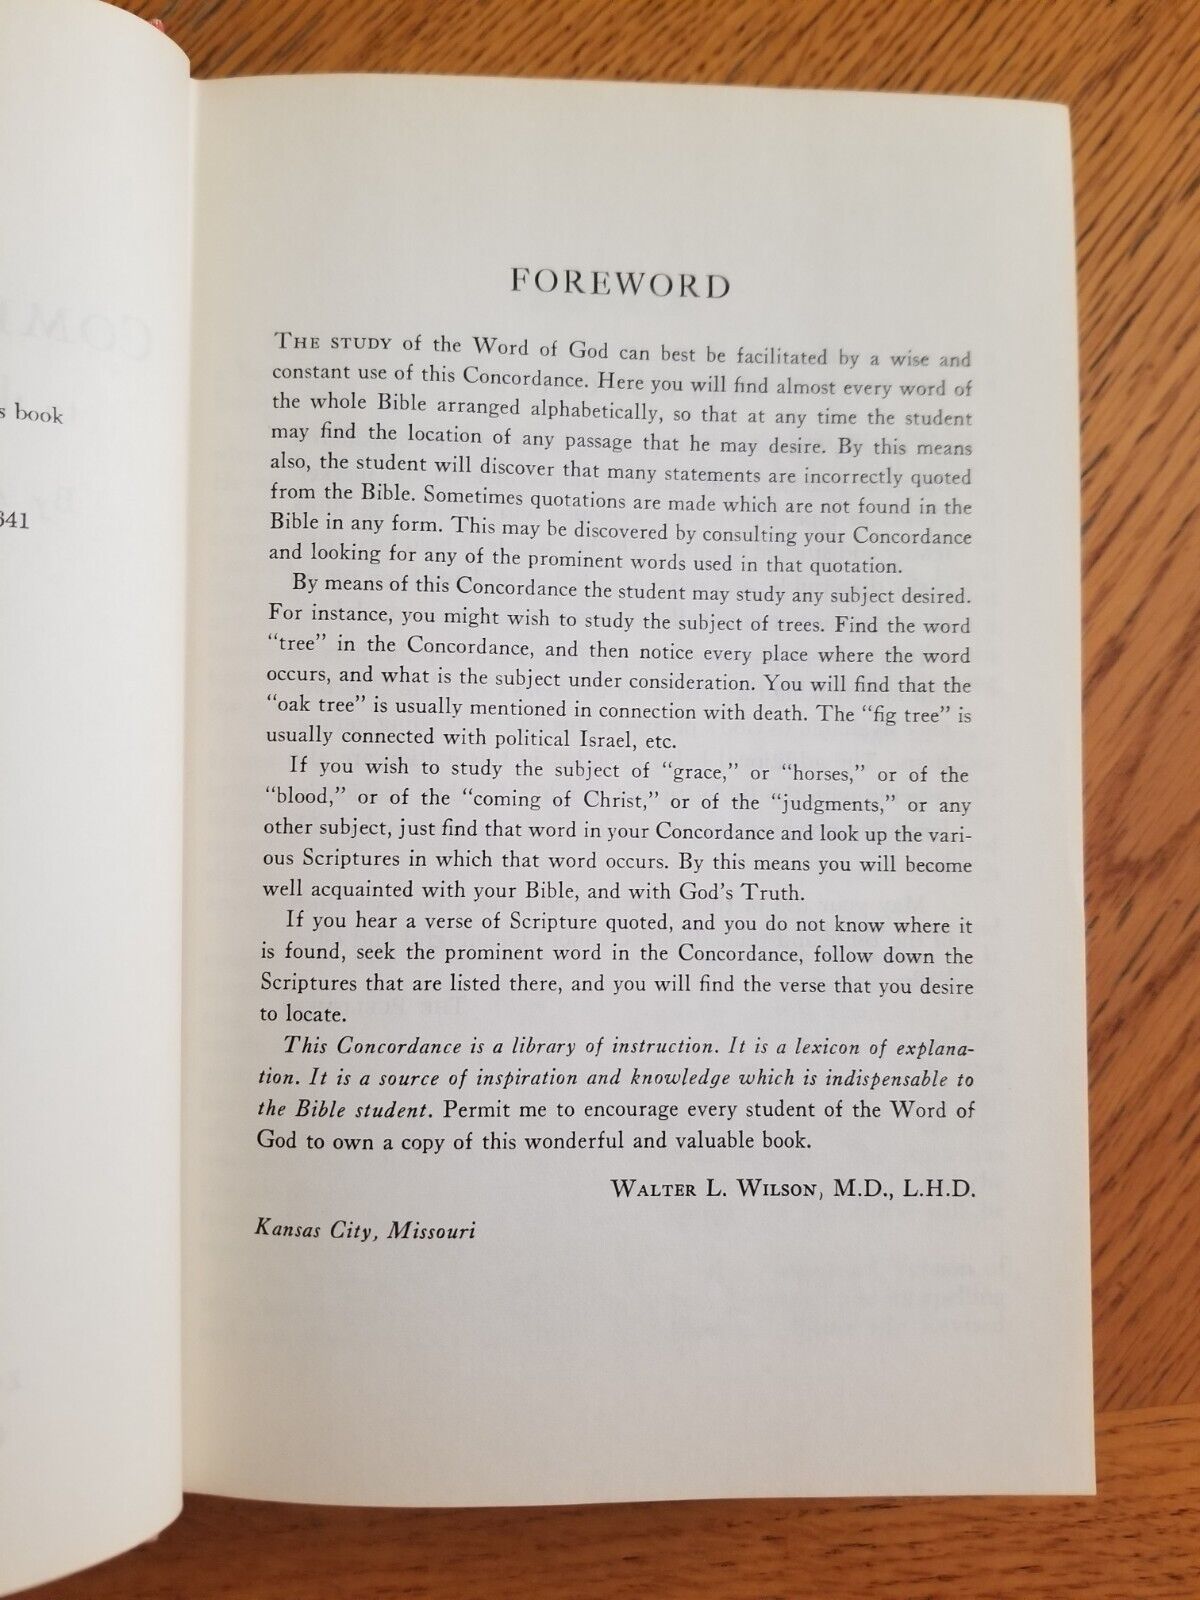 s book
341
FOREWORD
THE STUDY of the Word of God can best be facilitated by a wise and
constant use of this Concordance. Here you will find almost every word of
the whole Bible arranged alphabetically, so that at any time the student
may find the location of any passage that he may desire. By this means
also, the student will discover that many statements are incorrectly quoted
from the Bible. Sometimes quotations are made which are not found in the
Bible in any form. This may be discovered by consulting your Concordance
and looking for any of the prominent words used in that quotation.
By means of this Concordance the student may study any subject desired.
For instance, you might wish to study the subject of trees. Find the word
“tree” in the Concordance, and then notice every place where the word
occurs, and what is the subject under consideration. You will find that the
“oak tree” is usually mentioned in connection with death. The “fig tree” is
usually connected with political Israel, etc.
If you wish to study the subject of “grace,” or “horses,” or of the
“blood,” or of the “coming of Christ,” or of the “judgments,” or any
other subject, just find that word in your Concordance and look up the vari-
ous Scriptures in which that word occurs. By this means you will become
well acquainted with your Bible, and with God’s Truth.
If you hear a verse of Scripture quoted, and you do not know where it
is found, seek the prominent word in the Concordance, follow down the
Scriptures that are listed there, and you will find the verse that you desire
to locate.
This Concordance is a library of instruction. It is a lexicon of explana-
tion. It is a source of inspiration and knowledge which is indispensable to
the Bible student. Permit me to encourage every student of the Word of
God to own a copy of this wonderful and valuable book.
WALTER L. WILSON, M.D., L.H.D.
Kansas City, Missouri